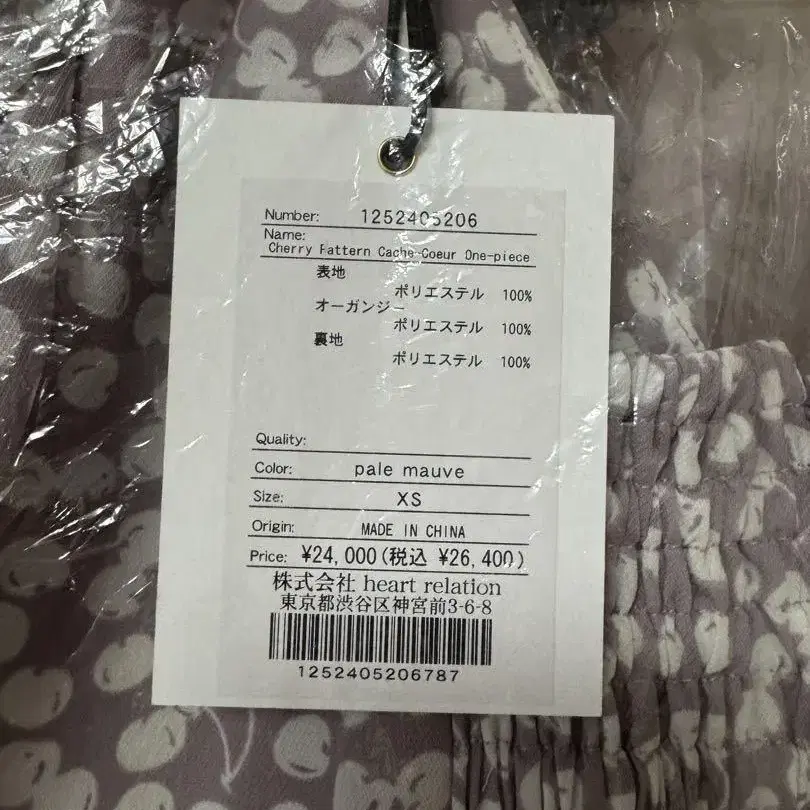 Number: 1252405206
Name:
Cherry Pattern Cache-Coeur One-piece
表地
ポリエステル 100%
オーガンジー
ポリエステル 100%
裏地
ポリエステル 100%
Quality:
Color: pale mauve
Size: XS
Origin: MADE IN CHINA
Price: ¥24,000(税込 ¥26,400)
株式会社 heart relation
東京都渋谷区神宮前3-6-8
1252405206787